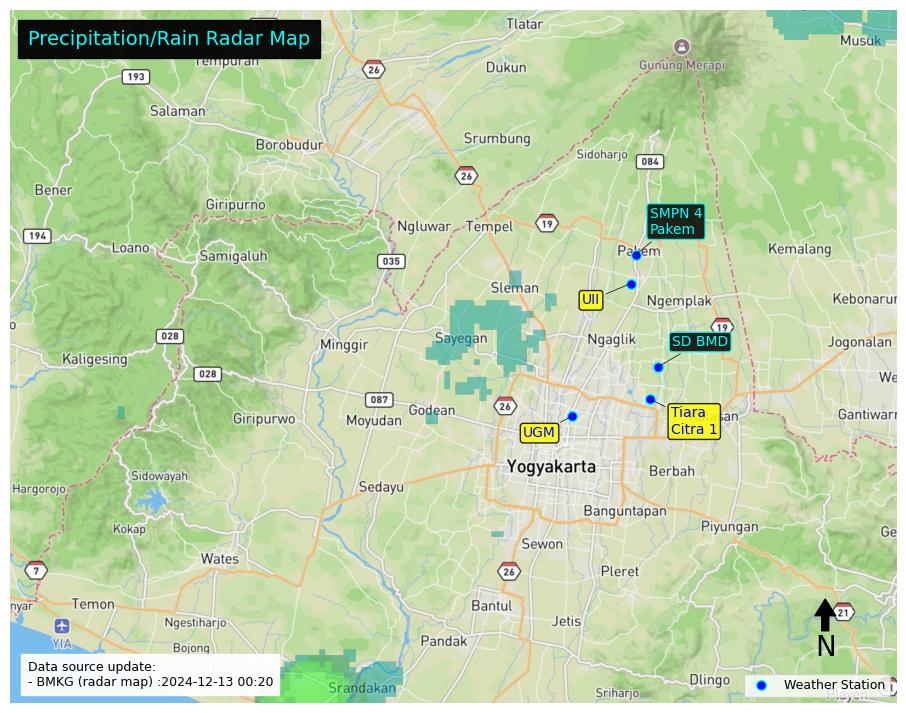 Precipitation/Rain Radar Map
Tlatar
Musuk
26
193
Dukun
Gunung Merapi
Salaman
Borobudur
Srumbung
Sidoharjo
084
26
Bener
Giripurno
SMPN 4
Pakem
194
Ngluwar
Tempel
19
Loano
Samigaluh
035
Kemalang
Sleman
UII
Ngemplak
028
Minggir
Sayegan
Ngaglik
19
SD BMD
Jogonalan
Kaligesing
028
087
Godean
26
Giripurwo
Moyudan
UGM
Tiara
Citra 1
Yogyakarta
Berbah
Sidowayah
Hargorojo
Sedayu
Kokap
Banguntapan
Piyungan
Sewon
Wates
7
26
Pleret
Temon
Bantul
21
Ngestiharjo
Jetis
YIA
Bojong
Pandak
N
Data source update:
- BMKG (radar map) :2024-12-13 00:20
Srandakan
Sriharjo
Dlingo
Weather Station